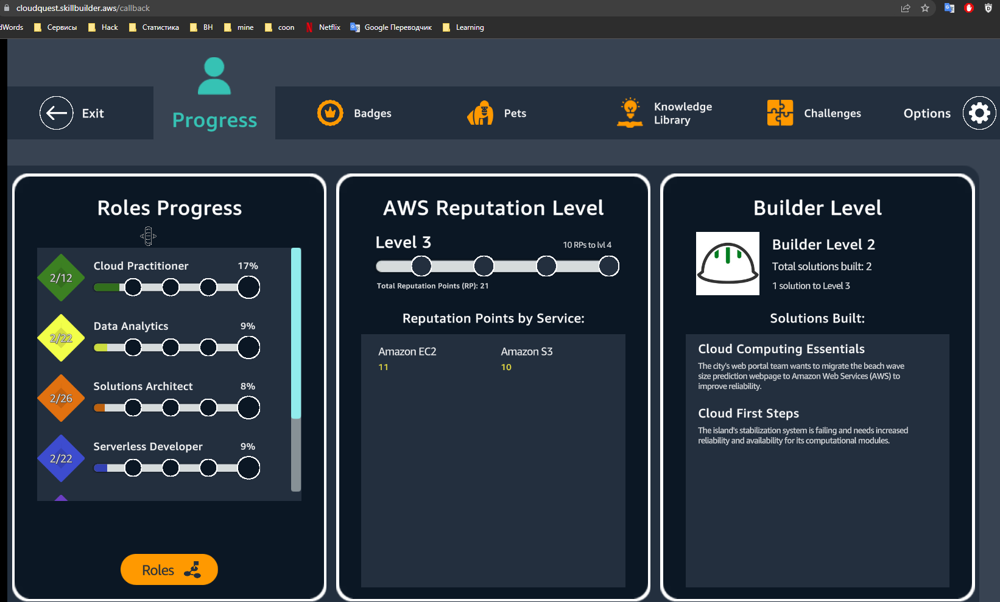 cloudquest.skillbuilder.aws/callback
dWords Сервисы Hack Статистика ВН mine coon Netflix Google Переводчик Learning
Exit
Progress
Badges
Pets
Knowledge
Library
Challenges
Options
Roles Progress
2/12
Cloud Practitioner 17%
2/22
Data Analytics 9%
2/26
Solutions Architect 8%
2/22
Serverless Developer 9%
Roles
AWS Reputation Level
Level 3
10 RPs to lvl 4
Total Reputation Points (RP): 21
Reputation Points by Service:
Amazon EC2 Amazon S3
11 10
Builder Level
Builder Level 2
Total solutions built: 2
1 solution to Level 3
Solutions Built:
Cloud Computing Essentials
The city's web portal team wants to migrate the beach wave
size prediction webpage to Amazon Web Services (AWS) to
improve reliability.
Cloud First Steps
The island's stabilization system is failing and needs increased
reliability and availability for its computational modules.